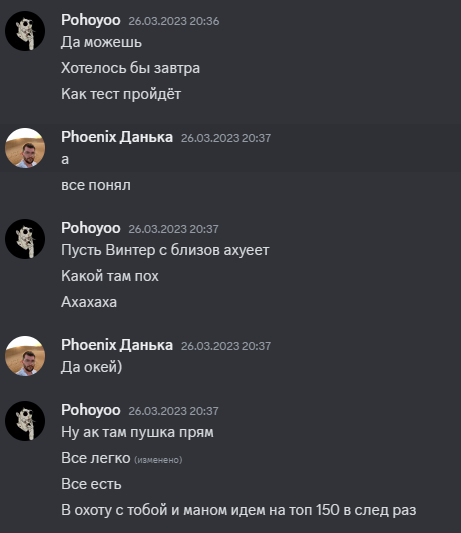 Pohoyoo 26.03.2023 20:36
Да можешь
Хотелось бы завтра
Как тест пройдёт
Phoenix Данька 26.03.2023 20:37
а
все понял
Pohoyoo 26.03.2023 20:37
Пусть Винтер с близов ахуеет
Какой там пох
Ахахаха
Phoenix Данька 26.03.2023 20:37
Да окей)
Pohoyoo 26.03.2023 20:37
Ну ак там пушка прям
Все легко (изменено)
Все есть
В охоту с тобой и маном идем на топ 150 в след раз